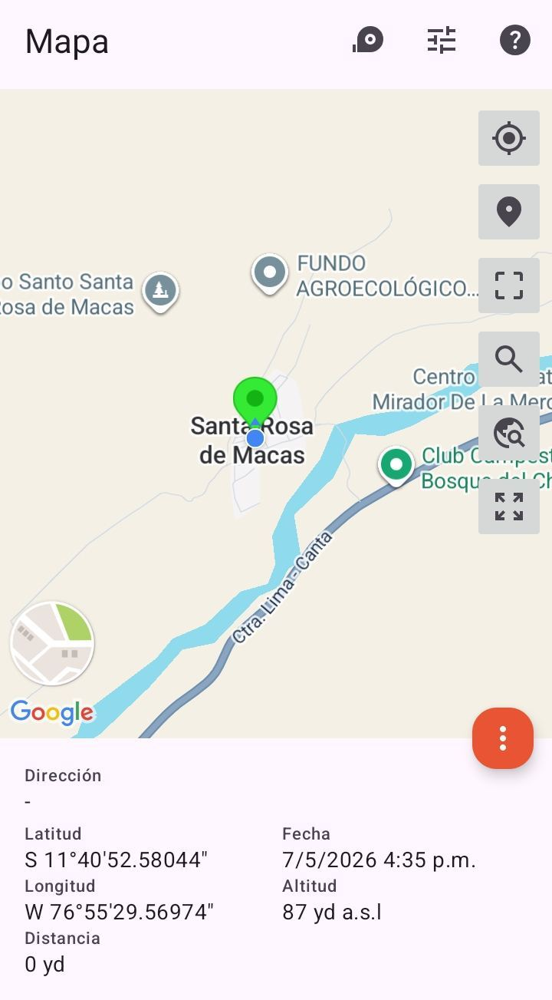 Mapa
FUNDO
AGROECOLÓGICO...
o Santo Santa
Rosa de Macas
Centro
Mirador De La Merc
Santa Rosa
de Macas
Club Campest
Bosque del Ch
Ctra. Lima - Canta
Google
Dirección
-
Latitud
Fecha
S 11°40'52.58044"
7/5/2026 4:35 p.m.
Longitud
Altitud
W 76°55'29.56974"
87 yd a.s.l
Distancia
0 yd